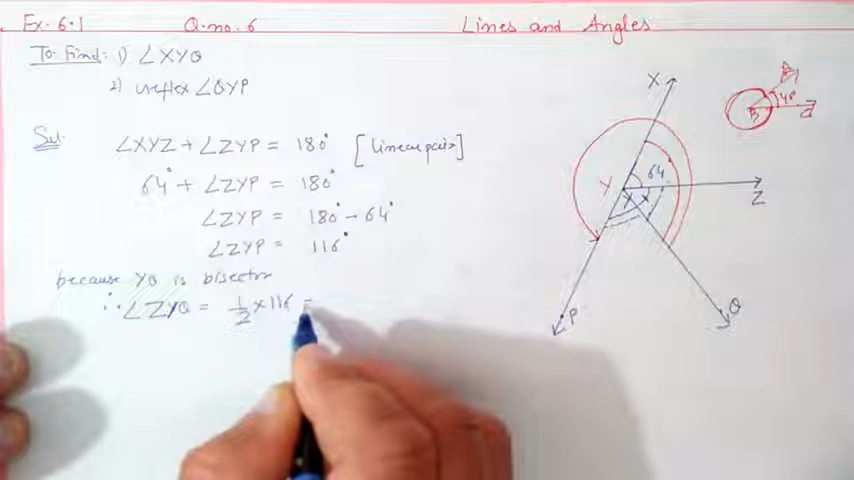 Ex. 6.1 Q.no. 6 Lines and Angles
To Find: 1) ∠XYQ
2) reflex ∠QYP
Sol: ∠XYZ + ∠ZYP = 180° [linear pair]
64° + ∠ZYP = 180°
∠ZYP = 180° - 64°
∠ZYP = 116°
because YQ is bisector
∴ ∠ZYQ = 1/2 × 116 =
X
64°
Y
Z
P
Q
A
B
C